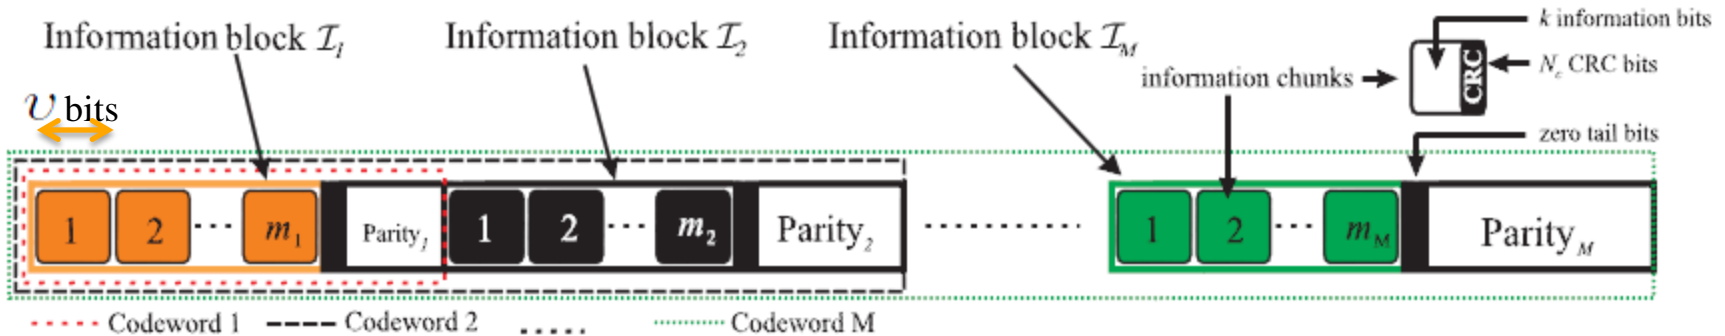 k information bits
Information block I1 Information block I2 Information block IM
N_c CRC bits
information chunks CRC
υ bits
zero tail bits
1 2 ... m1 Parity1 1 2 ... m2 Parity2 .............. 1 2 ... mM ParityM
Codeword 1 Codeword 2 ...... Codeword M